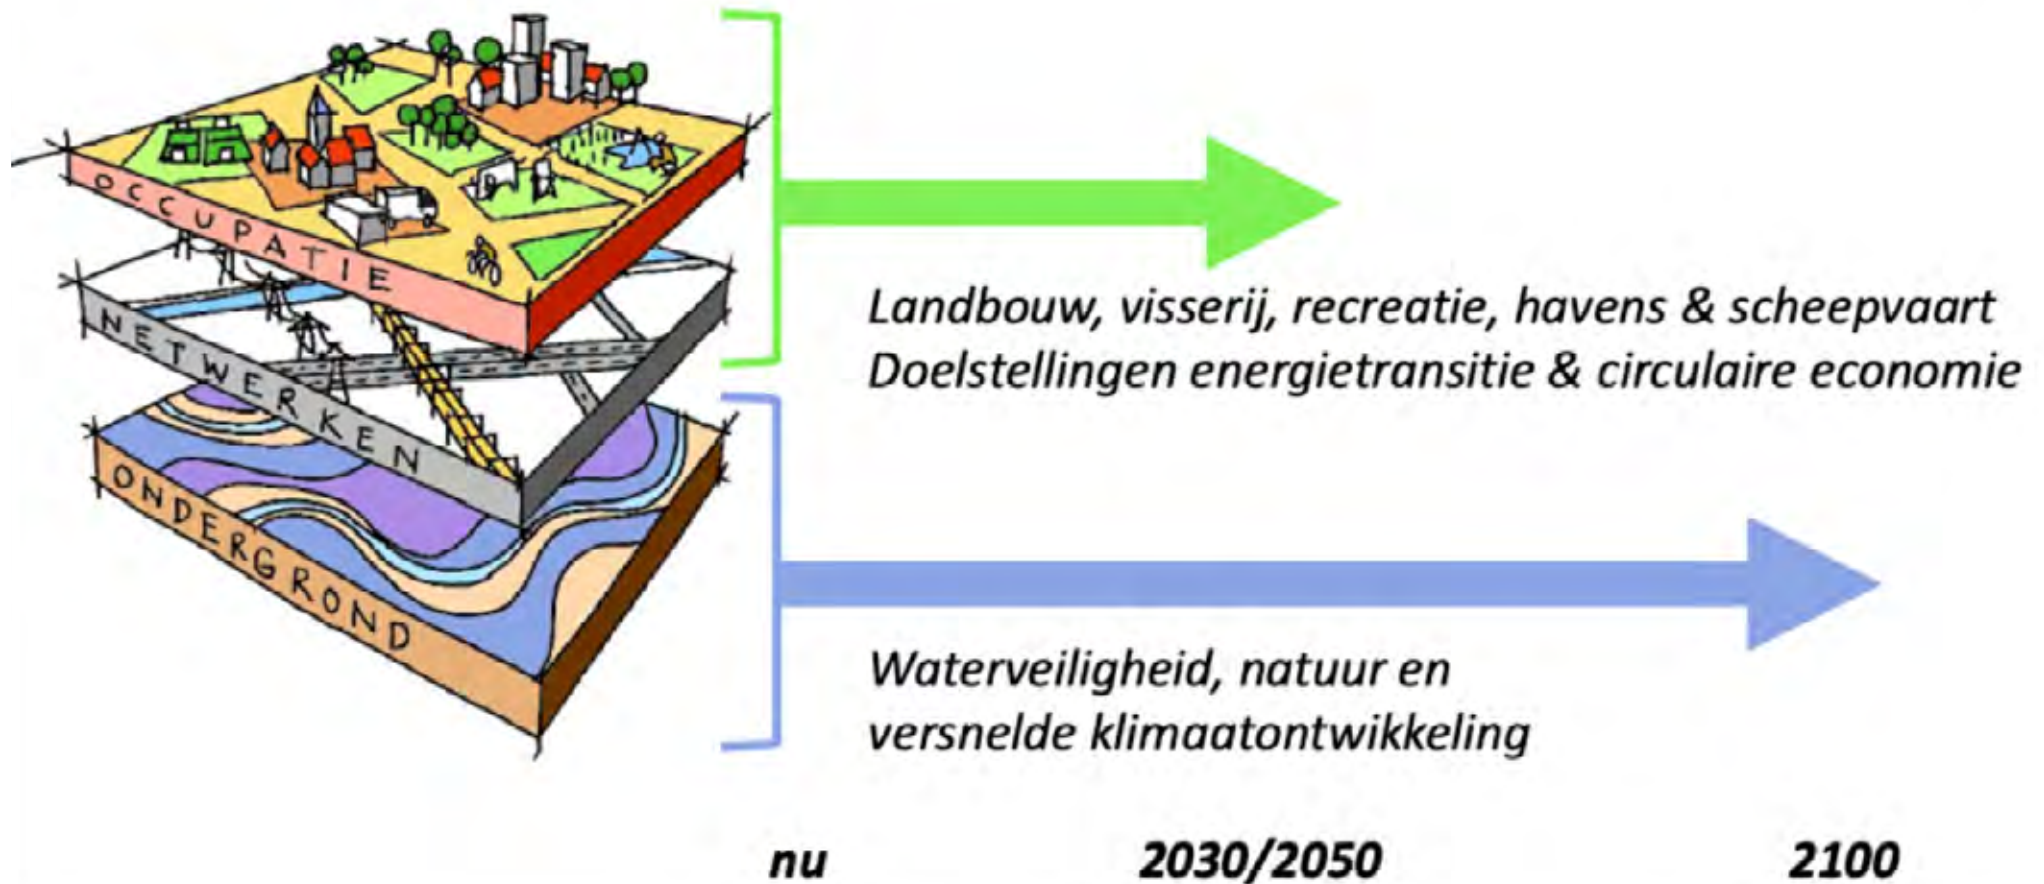 OCCUPATIE
NETWERKEN
ONDERGROND
Landbouw, visserij, recreatie, havens & scheepvaart
Doelstellingen energietransitie & circulaire economie
Waterveiligheid, natuur en
versnelde klimaatontwikkeling
nu 2030/2050 2100